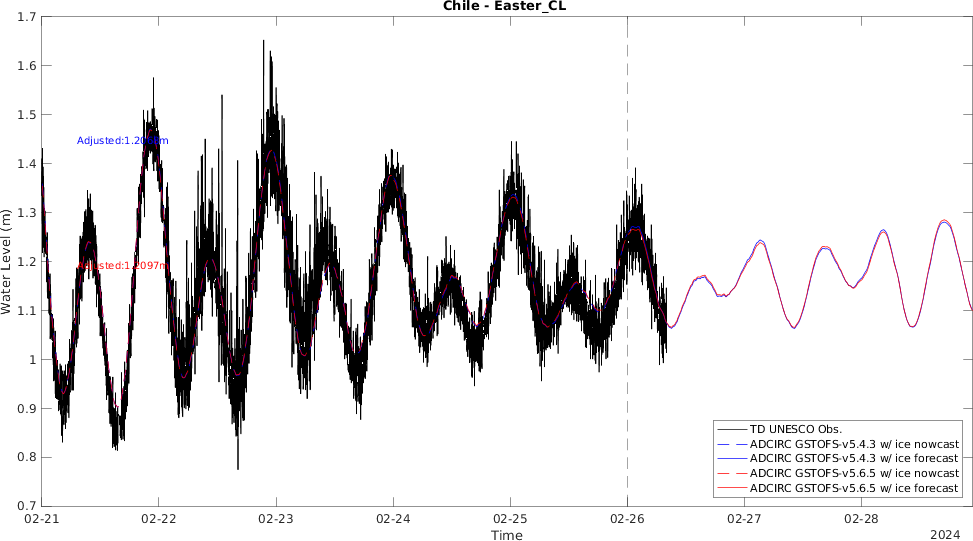 Chile - Easter_CL
1.7
1.6
1.5
1.4
1.3
1.2
1.1
1
0.9
0.8
0.7
Water Level (m)
Adjusted:1.2097m
02-21
02-22
02-23
02-24
02-25
02-26
02-27
02-28
Time
2024
TD UNESCO Obs.
ADCIRC GSTOFS-v5.4.3 w/ ice nowcast
ADCIRC GSTOFS-v5.4.3 w/ ice forecast
ADCIRC GSTOFS-v5.6.5 w/ ice nowcast
ADCIRC GSTOFS-v5.6.5 w/ ice forecast